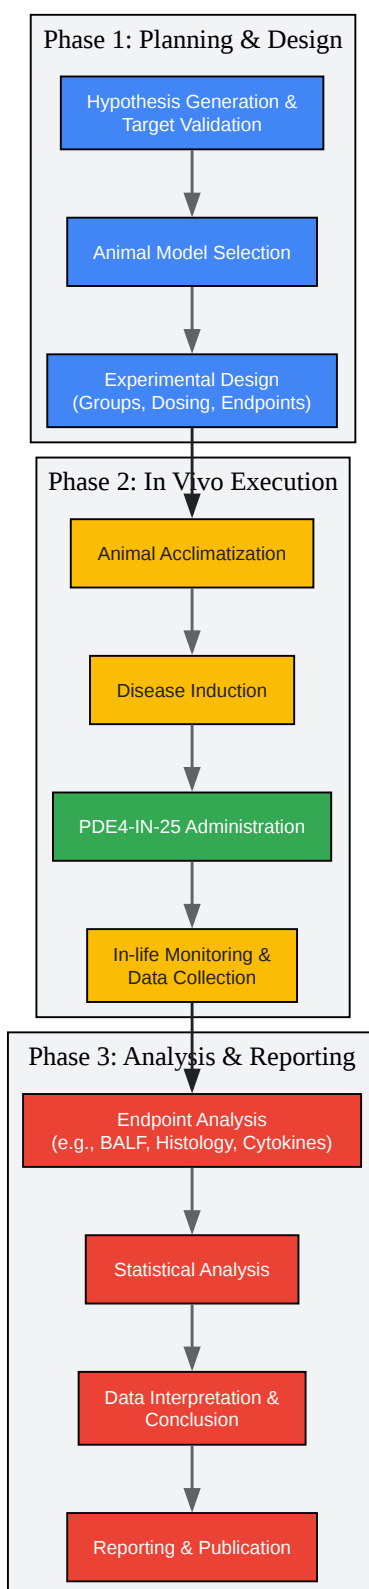 Phase 1: Planning & Design
Hypothesis Generation &
Target Validation
Animal Model Selection
Experimental Design
(Groups, Dosing, Endpoints)
Phase 2: In Vivo Execution
Animal Acclimatization
Disease Induction
PDE4-IN-25 Administration
In-life Monitoring &
Data Collection
Phase 3: Analysis & Reporting
Endpoint Analysis
(e.g., BALF, Histology, Cytokines)
Statistical Analysis
Data Interpretation &
Conclusion
Reporting & Publication